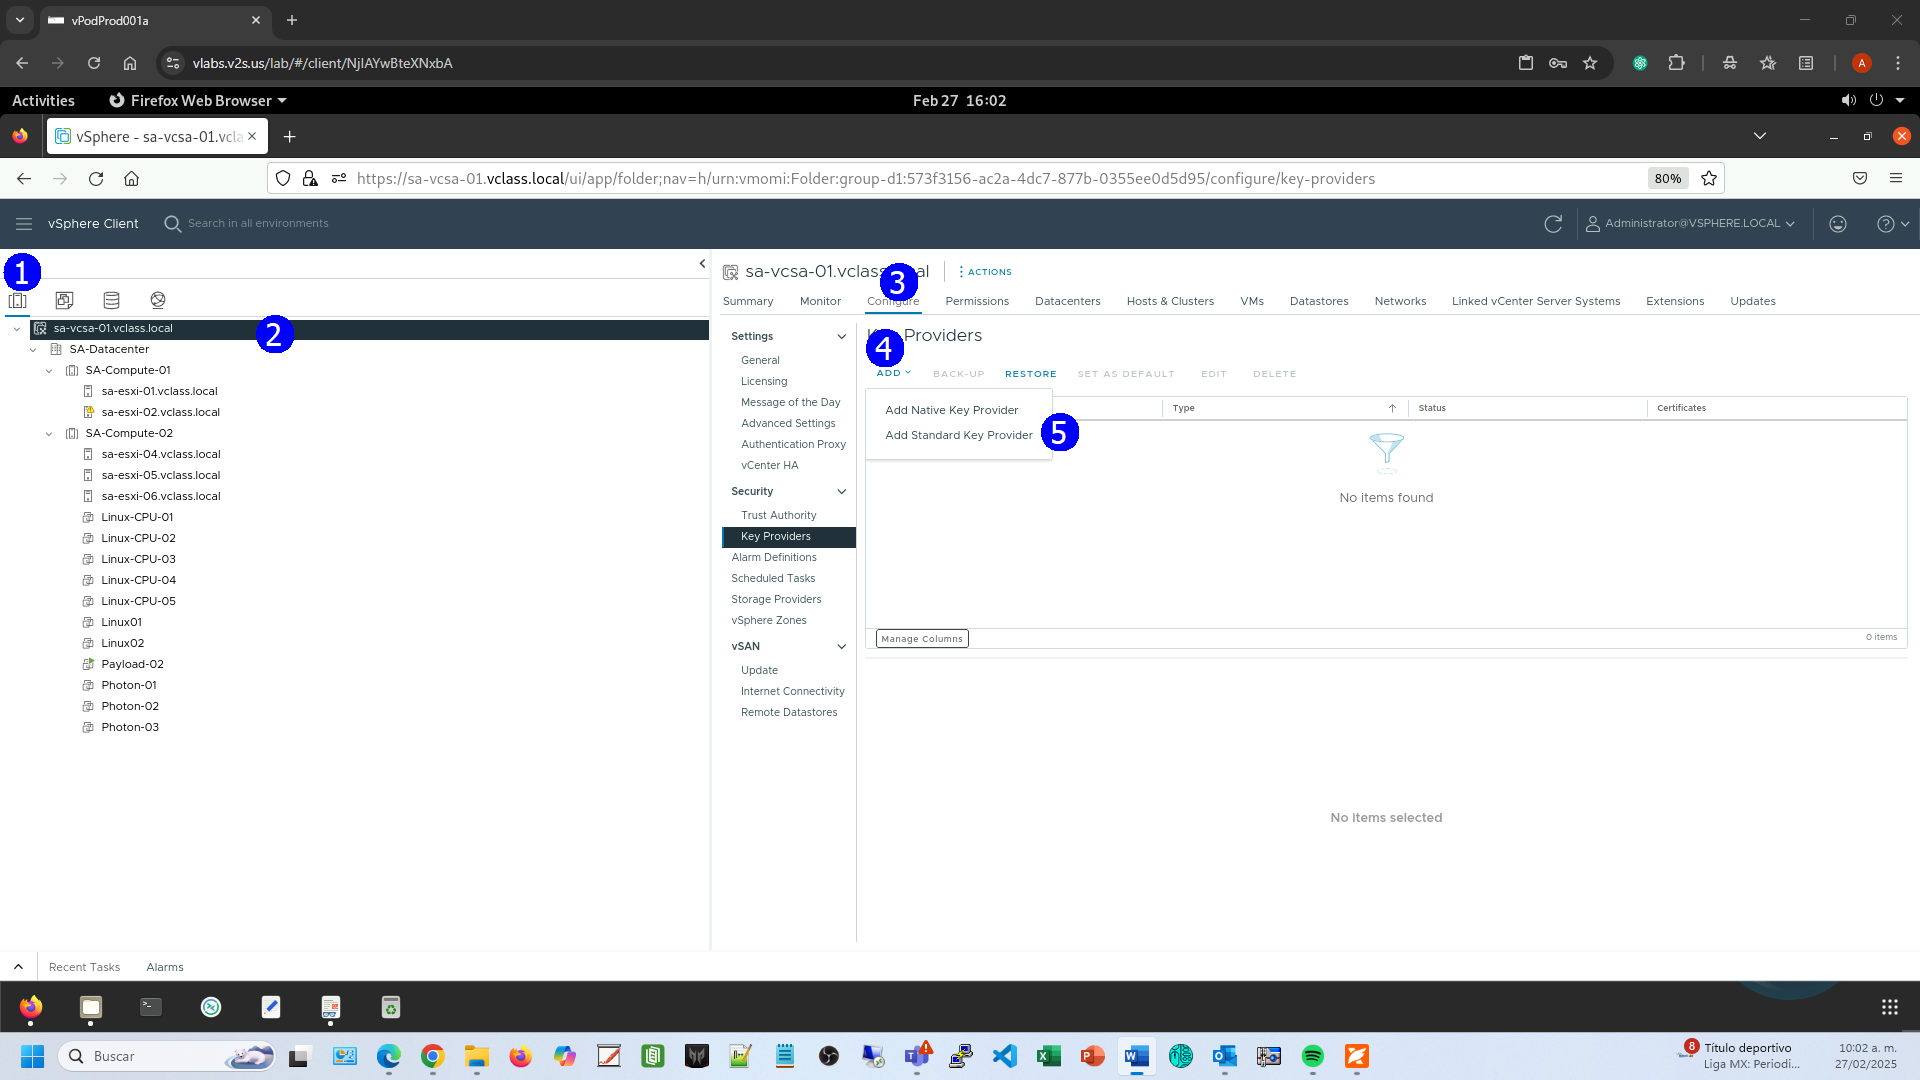 vPodProd001a
vlabs.v2s.us/lab/#/client/NjIAYwBteXNxbA
A
Activities
Firefox Web Browser
Feb 27 16:02
vSphere - sa-vcsa-01.vcla
https://sa-vcsa-01.vclass.local/ui/app/folder;nav=h/urn:vmomi:Folder:group-d1:573f3156-ac2a-4dc7-877b-0355ee0d5d95/configure/key-providers
80%
vSphere Client
Search in all environments
Administrator@VSPHERE.LOCAL
1
2
sa-vcsa-01.vclass.local
SA-Datacenter
SA-Compute-01
sa-esxi-01.vclass.local
sa-esxi-02.vclass.local
SA-Compute-02
sa-esxi-04.vclass.local
sa-esxi-05.vclass.local
sa-esxi-06.vclass.local
Linux-CPU-01
Linux-CPU-02
Linux-CPU-03
Linux-CPU-04
Linux-CPU-05
Linux01
Linux02
Payload-02
Photon-01
Photon-02
Photon-03
sa-vcsa-01.vclass.local
ACTIONS
3
Summary Monitor Configure Permissions Datacenters Hosts & Clusters VMs Datastores Networks Linked vCenter Server Systems Extensions Updates
Settings
General
Licensing
Message of the Day
Advanced Settings
Authentication Proxy
vCenter HA
Security
Trust Authority
Key Providers
Alarm Definitions
Scheduled Tasks
Storage Providers
vSphere Zones
vSAN
Update
Internet Connectivity
Remote Datastores
Key Providers
4
ADD BACK-UP RESTORE SET AS DEFAULT EDIT DELETE
Add Native Key Provider
Add Standard Key Provider
5
Type Status Certificates
No items found
Manage Columns
0 items
No items selected
Recent Tasks Alarms
Buscar
8
Título deportivo
Liga MX: Periodi...
10:02 a. m.
27/02/2025